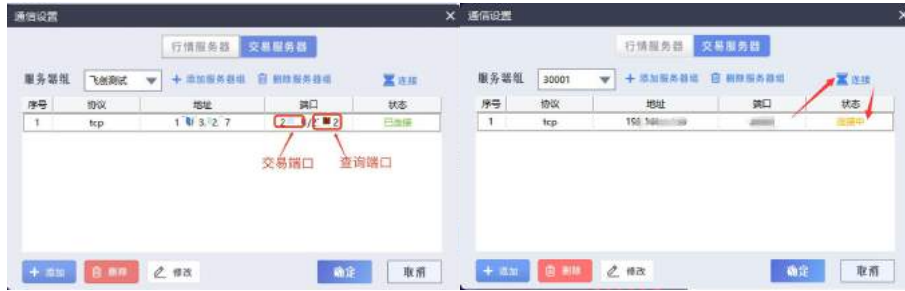 通信设置
行情服务器 交易服务器
服务器组 飞创测试 + 添加服务器组 删除服务器组 连接
序号 协议 地址 端口 状态
1 tcp 已连接
交易端口 查询端口
+ 添加 删除 修改 确定 取消
通信设置
行情服务器 交易服务器
服务器组 30001 + 添加服务器组 删除服务器组 连接
序号 协议 地址 端口 状态
1 tcp 连接中
+ 添加 删除 修改 确定 取消